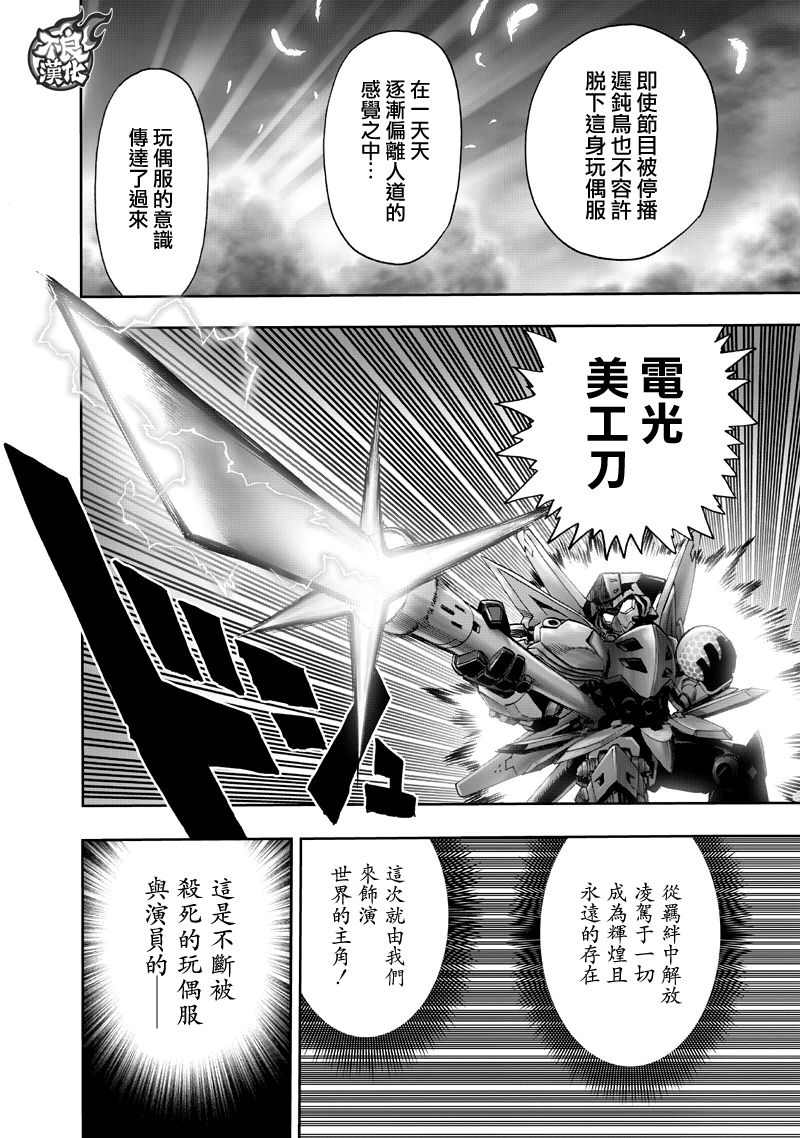 即使節目被停播
遲鈍鳥也不容許
脱下這身玩偶服
在一天天
逐漸偏離人道的
感覺之中…
玩偶服的意識
傳達了過來
電光
美工刀
ドドュ
從羈絆中解放
凌駕于一切
成為輝煌且
永遠的存在
這次就由我們
來飾演
世界的主角！
這是不斷被
殺死的玩偶服
與演員的——